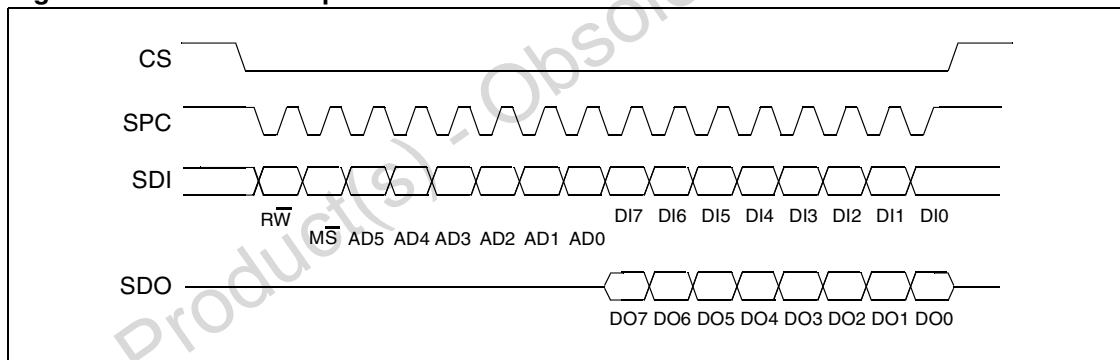 CS
SPC
SDI
RW̅
DI7 DI6 DI5 DI4 DI3 DI2 DI1 DI0
MS̅ AD5 AD4 AD3 AD2 AD1 AD0
SDO
DO7 DO6 DO5 DO4 DO3 DO2 DO1 DO0
Product(s) - Obsol